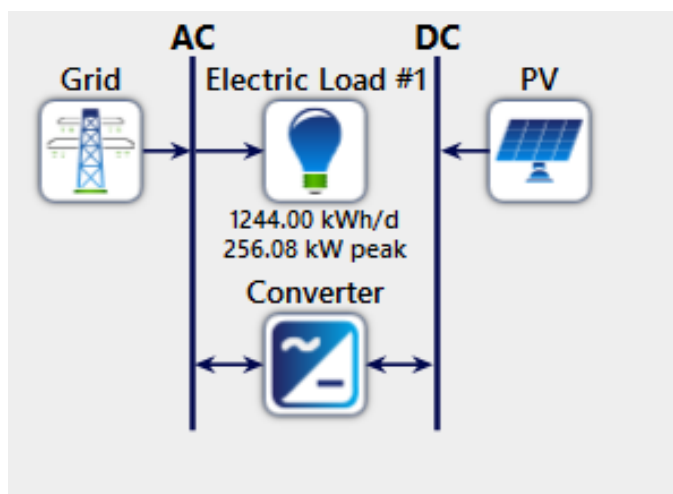 AC DC
Grid Electric Load #1 PV
1244.00 kWh/d
256.08 kW peak
Converter